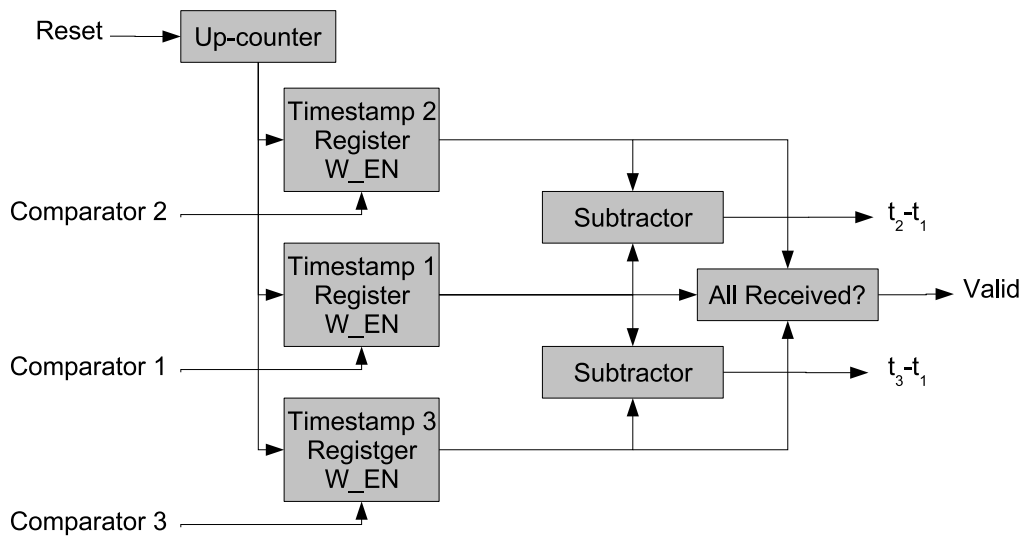 Reset
Up-counter
Timestamp 2
Register
W_EN
Comparator 2
Subtractor
t2-t1
Timestamp 1
Register
W_EN
All Received?
Valid
Comparator 1
Subtractor
t3-t1
Timestamp 3
Registger
W_EN
Comparator 3